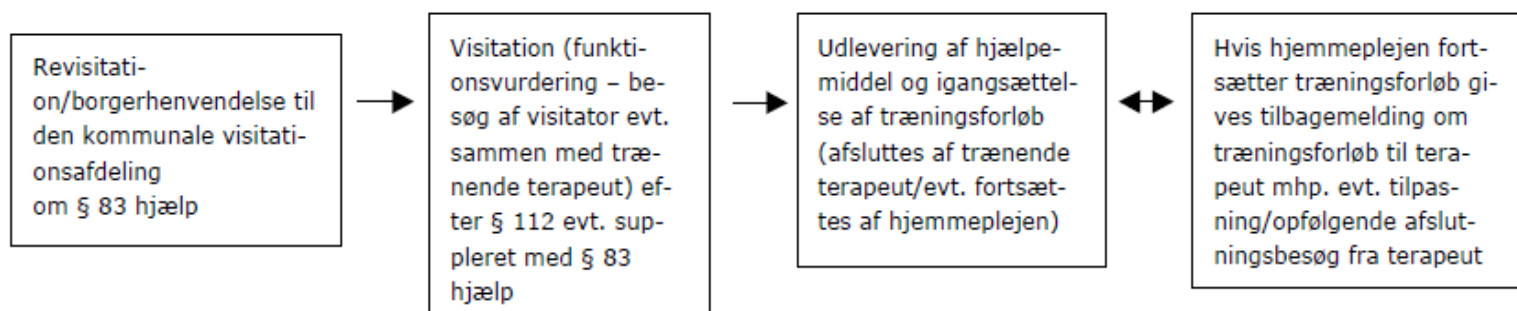 Revisitati-
on/borgerhenvendelse til
den kommunale visitati-
onsafdeling
om § 83 hjælp
Visitation (funkti-
onsvurdering – be-
søg af visitator evt.
sammen med træ-
nende terapeut) ef-
ter § 112 evt. sup-
pleret med § 83
hjælp
Udlevering af hjælpe-
middel og igangsættel-
se af træningsforløb
(afsluttes af trænende
terapeut/evt. fortsæt-
tes af hjemmeplejen)
Hvis hjemmeplejen fort-
sætter træningsforløb gi-
ves tilbagemelding om
træningsforløb til tera-
peut mhp. evt. tilpas-
ning/opfølgende afslut-
ningsbesøg fra terapeut